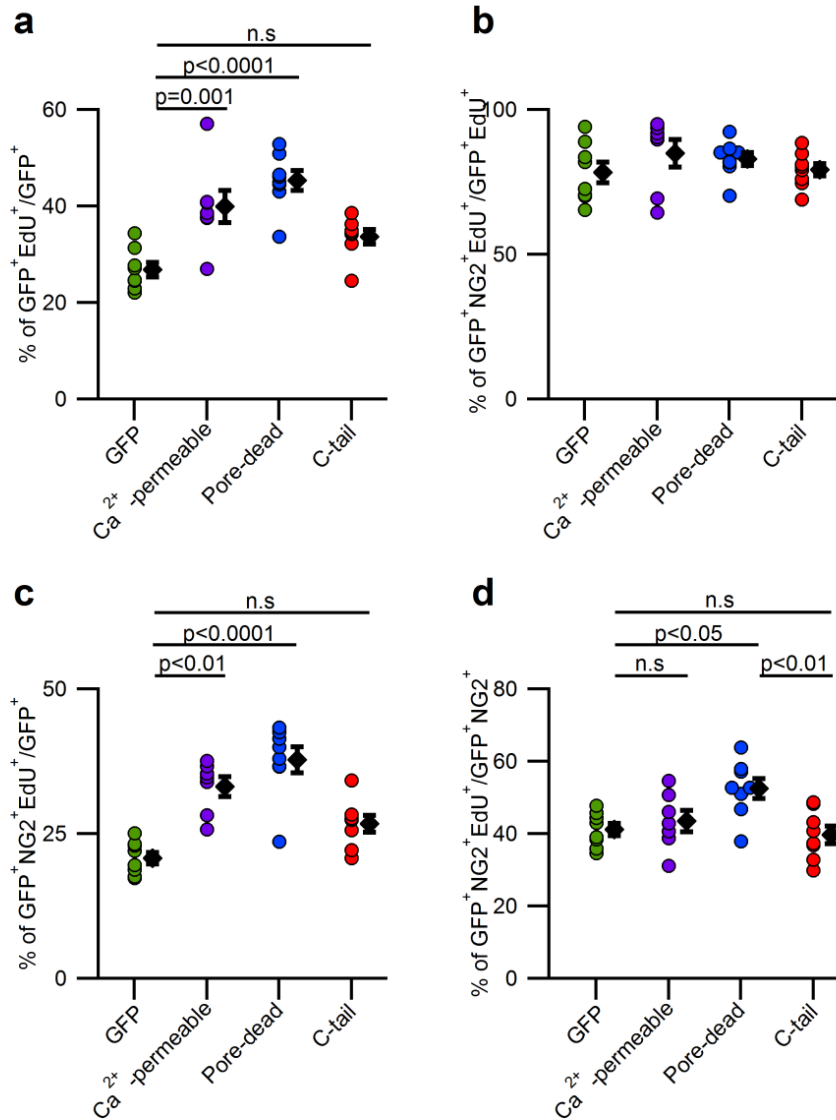 a
n.s
p<0.0001
p=0.001
% of GFP⁺EdU⁺/GFP⁺
60
40
20
0
GFP
Ca²⁺-permeable
Pore-dead
C-tail
b
% of GFP⁺NG2⁺EdU⁺/GFP⁺EdU⁺
100
50
0
GFP
Ca²⁺-permeable
Pore-dead
C-tail
c
n.s
p<0.0001
p<0.01
% of GFP⁺NG2⁺EdU⁺/GFP⁺
50
25
0
GFP
Ca²⁺-permeable
Pore-dead
C-tail
d
n.s
p<0.05
n.s
p<0.01
% of GFP⁺NG2⁺EdU⁺/GFP⁺NG2⁺
80
60
40
20
0
GFP
Ca²⁺-permeable
Pore-dead
C-tail